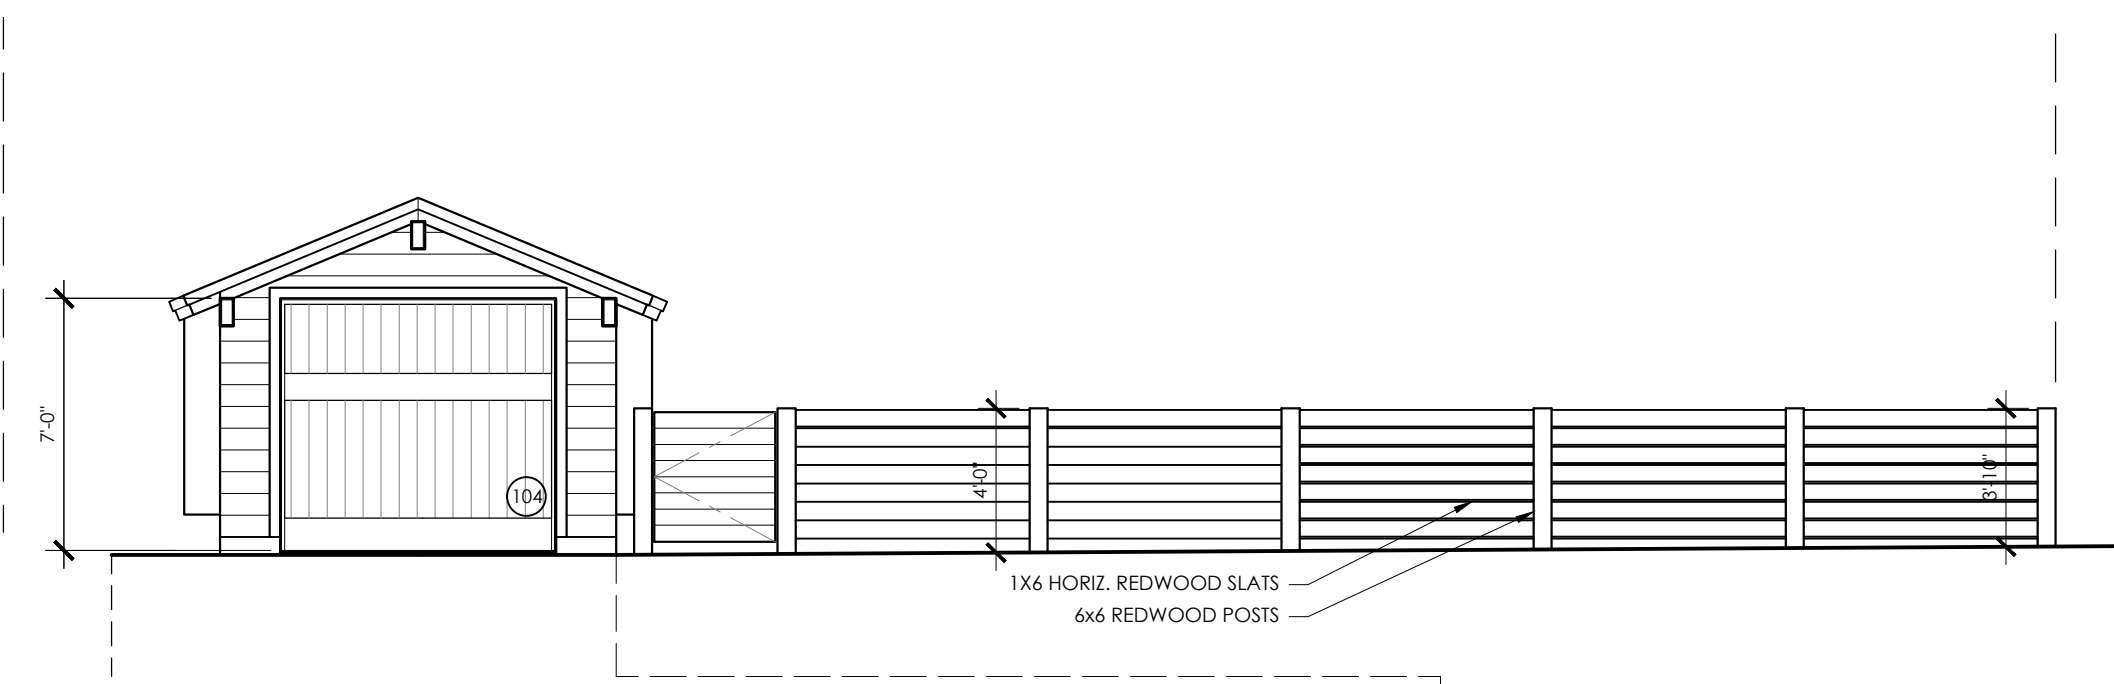 7'-0"
104
4'-0"
3'-10"
1X6 HORIZ. REDWOOD SLATS
6x6 REDWOOD POSTS